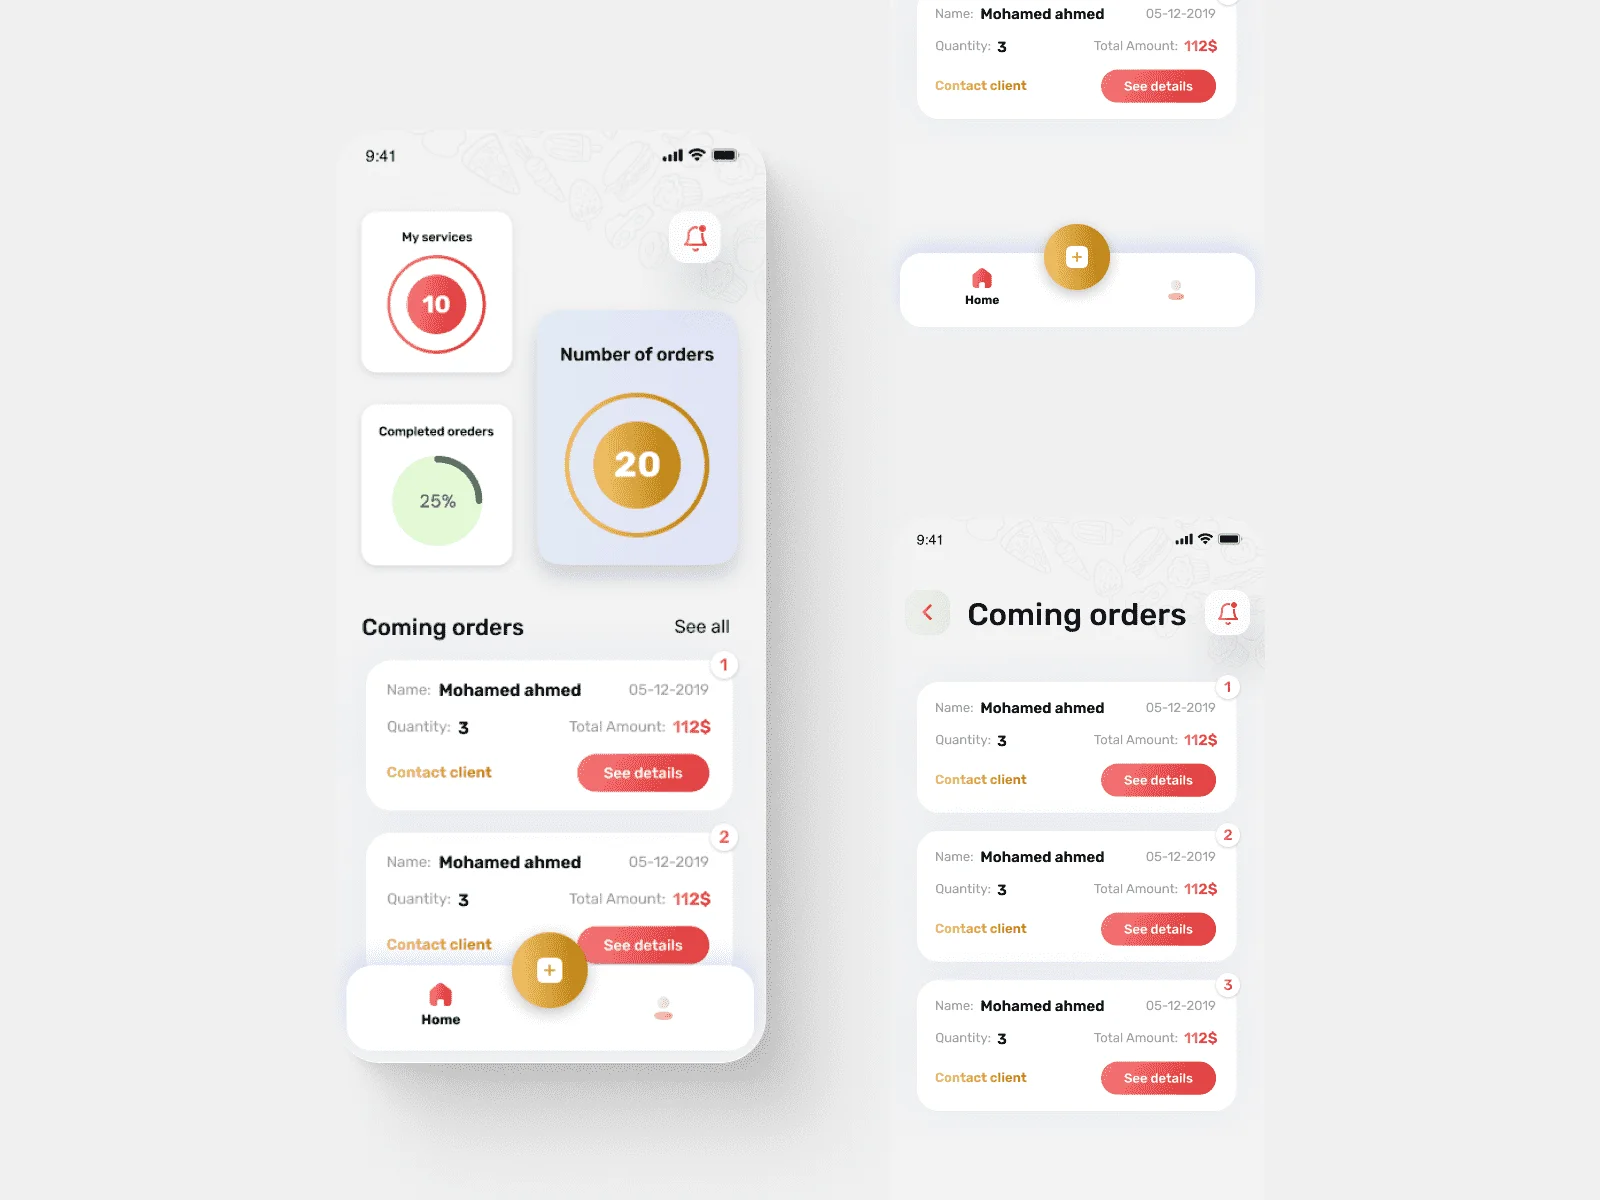 9:41
My services
10
Number of orders
20
Completed oreders
25%
Coming orders See all
1
Name: Mohamed ahmed 05-12-2019
Quantity: 3 Total Amount: 112$
Contact client See details
2
Name: Mohamed ahmed 05-12-2019
Quantity: 3 Total Amount: 112$
Contact client See details
Home
Name: Mohamed ahmed 05-12-2019
Quantity: 3 Total Amount: 112$
Contact client See details
Home
9:41
Coming orders
1
Name: Mohamed ahmed 05-12-2019
Quantity: 3 Total Amount: 112$
Contact client See details
2
Name: Mohamed ahmed 05-12-2019
Quantity: 3 Total Amount: 112$
Contact client See details
3
Name: Mohamed ahmed 05-12-2019
Quantity: 3 Total Amount: 112$
Contact client See details